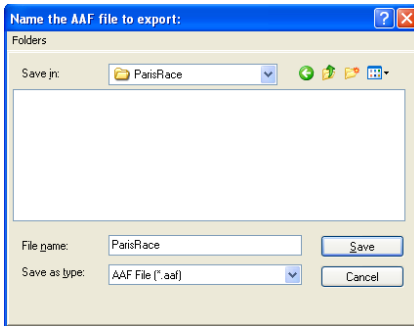 Name the AAF file to export:
Folders
Save in: ParisRace
File name: ParisRace Save
Save as type: AAF File (*.aaf) Cancel